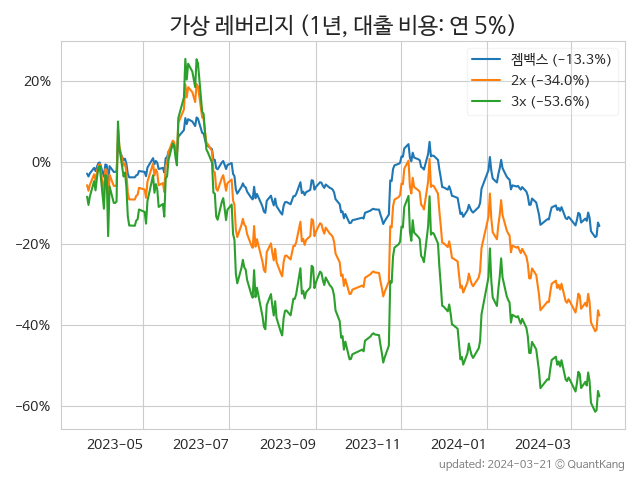 가상 레버리지 (1년, 대출 비용: 연 5%)
젬백스 (−13.3%)
2x (−34.0%)
3x (−53.6%)
20%
0%
−20%
−40%
−60%
2023−05 2023−07 2023−09 2023−11 2024−01 2024−03
updated: 2024−03−21 © QuantKang